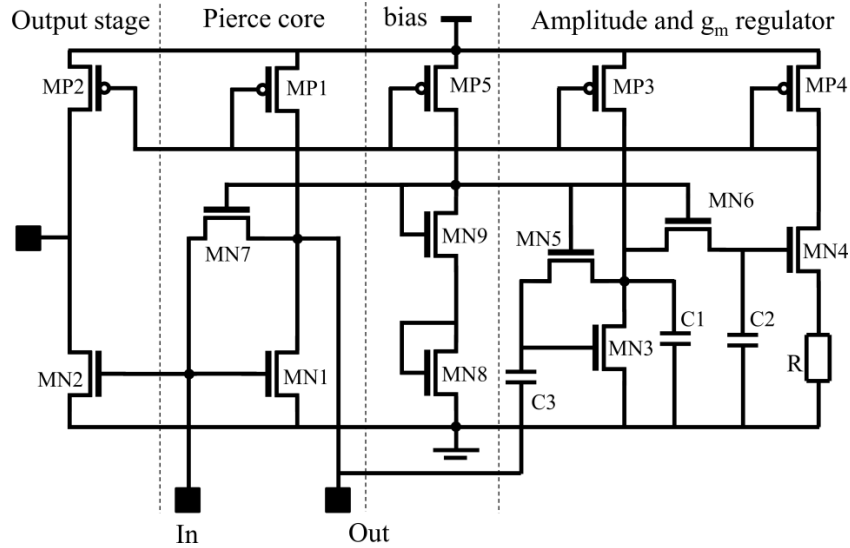 Output stage
Pierce core
bias
Amplitude and gm regulator
MP2
MP1
MP5
MP3
MP4
MN6
MN7
MN9
MN5
MN4
MN2
MN1
MN8
MN3
C1
C2
R
C3
In
Out